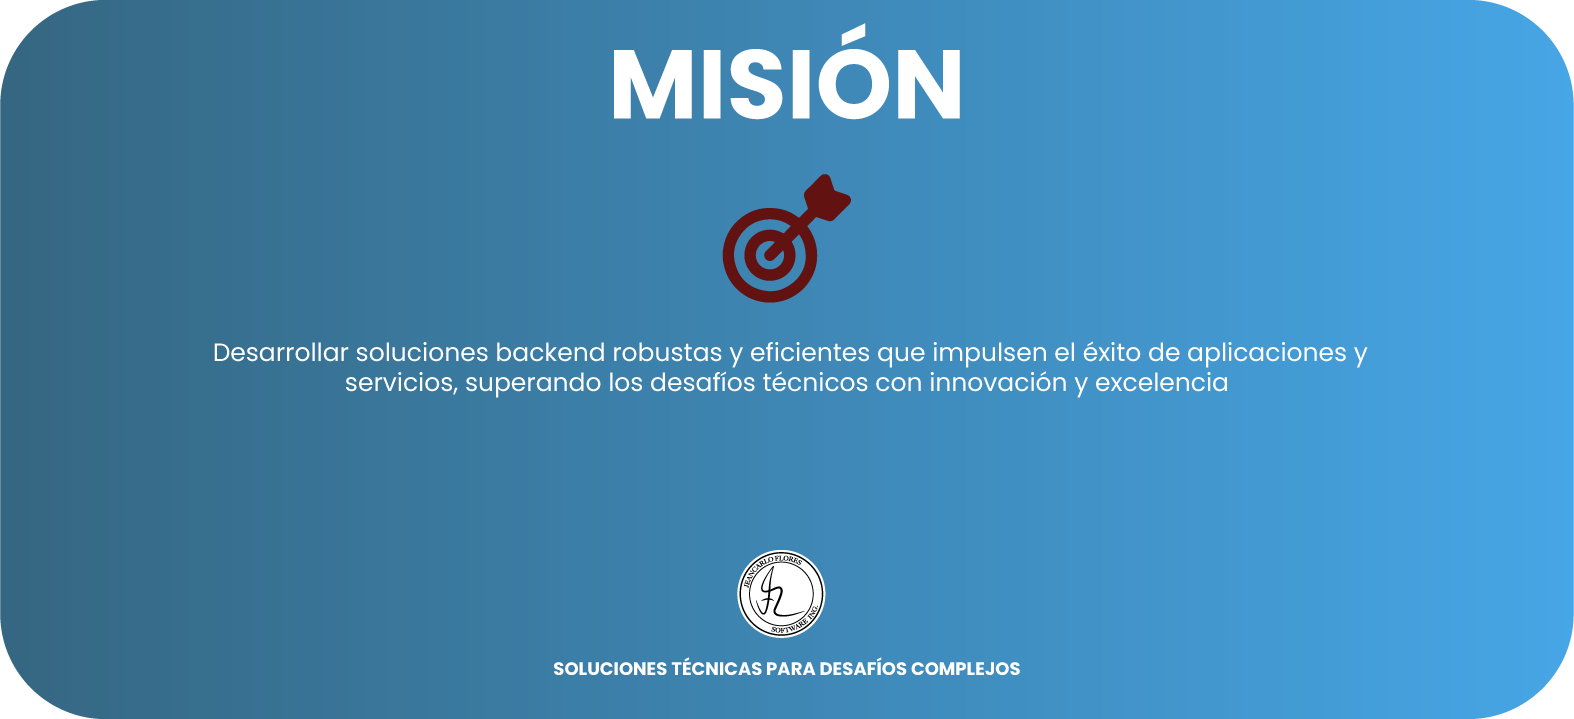 MISIÓN
Desarrollar soluciones backend robustas y eficientes que impulsen el éxito de aplicaciones y
servicios, superando los desafíos técnicos con innovación y excelencia
JEANCARLO FLORES
SOFTWARE ING.
SOLUCIONES TÉCNICAS PARA DESAFÍOS COMPLEJOS